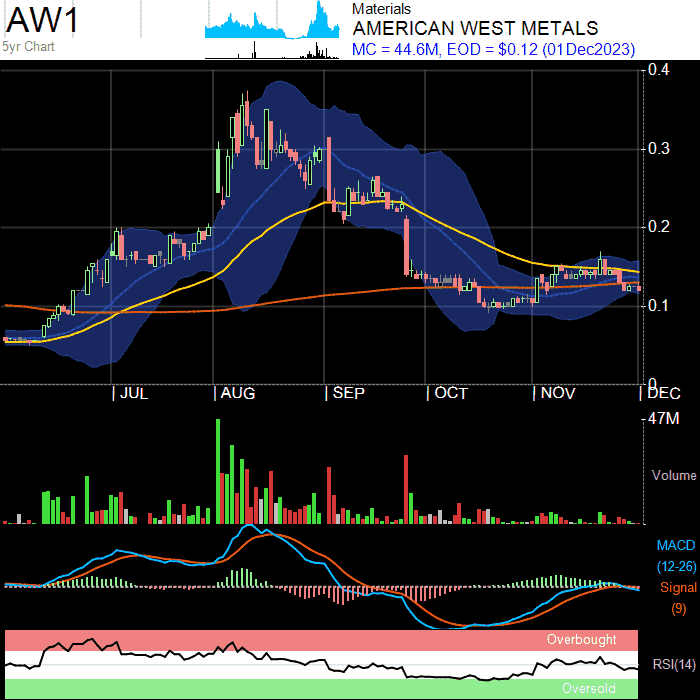 AW1
5yr Chart
Materials
AMERICAN WEST METALS
MC = 44.6M, EOD = $0.12 (01Dec2023)
0.4
0.3
0.2
0.1
0
JUL
AUG
SEP
OCT
NOV
DEC
47M
Volume
MACD
(12-26)
Signal
(9)
Overbought
RSI(14)
Oversold